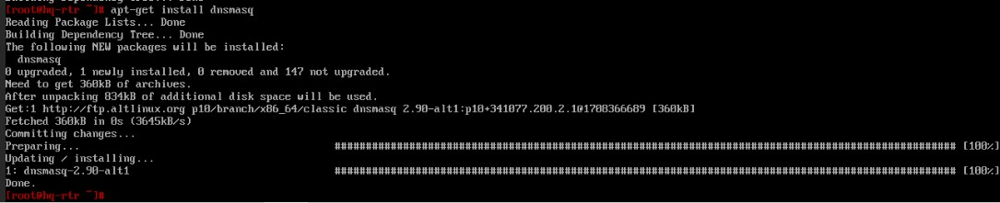 [root@hq-rtr ~]# apt-get install dnsmasq
Reading Package Lists... Done
Building Dependency Tree... Done
The following NEW packages will be installed:
  dnsmasq
0 upgraded, 1 newly installed, 0 removed and 147 not upgraded.
Need to get 360kB of archives.
After unpacking 834kB of additional disk space will be used.
Get:1 http://ftp.altlinux.org p10/branch/x86_64/classic dnsmasq 2.90-alt1:p10+341077.200.2.1@1708366689 [360kB]
Fetched 360kB in 0s (3645kB/s)
Committing changes...
Preparing... #################################################################################################### [100%]
Updating / installing...
1: dnsmasq-2.90-alt1 #################################################################################################### [100%]
Done.
[root@hq-rtr ~]#